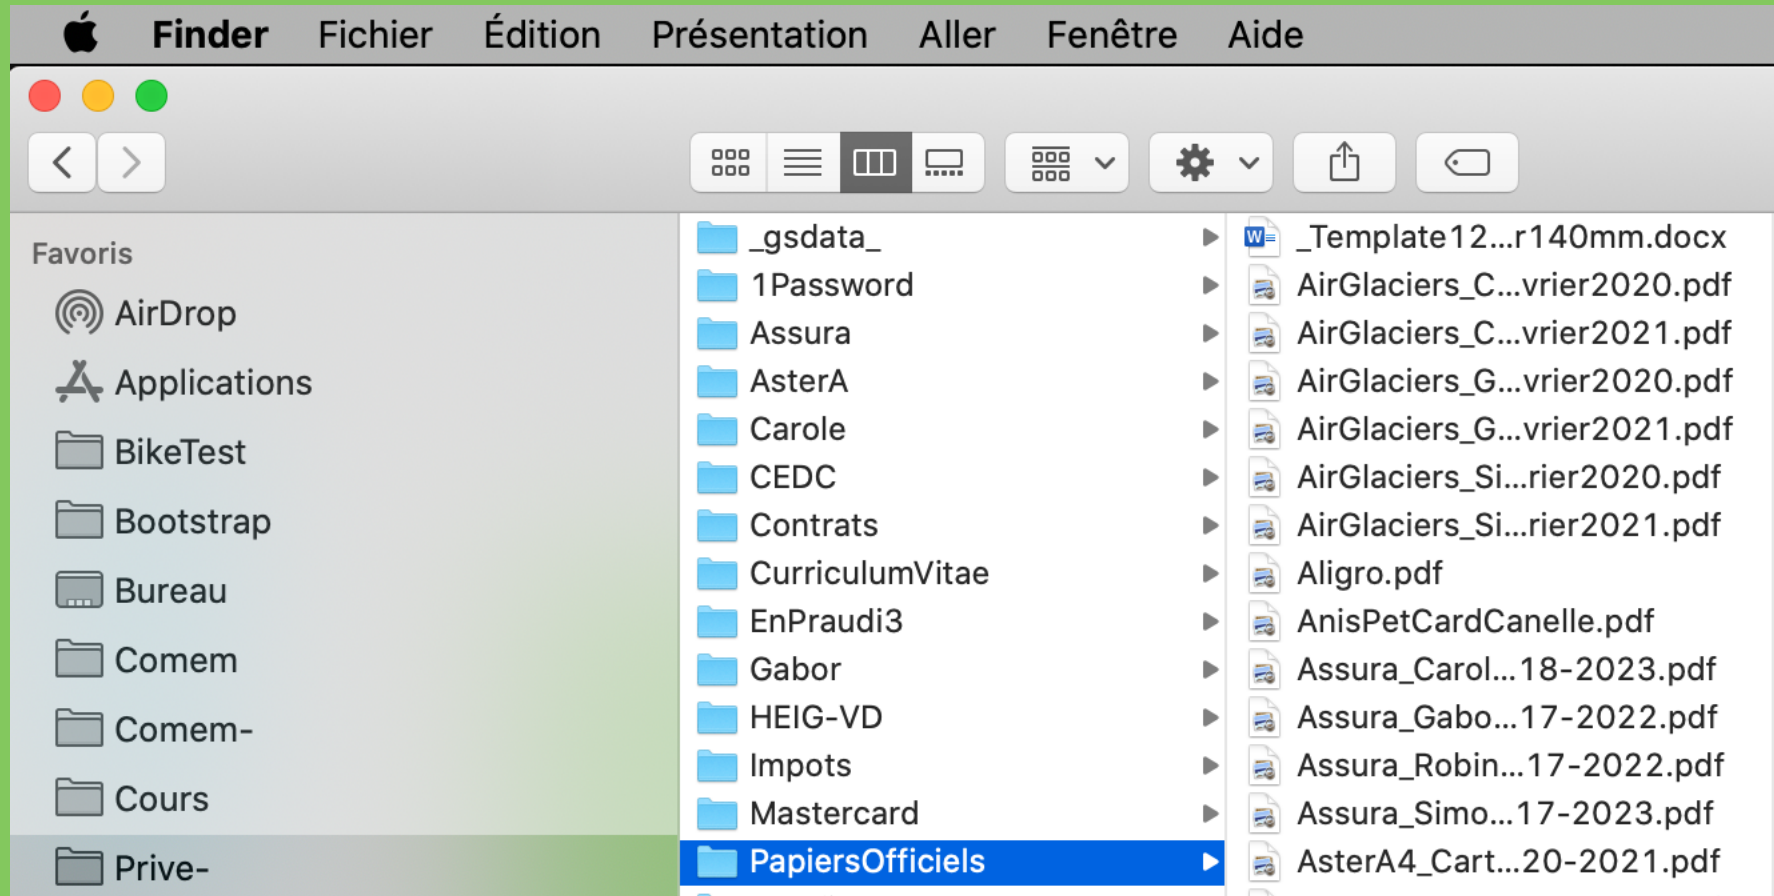 Finder Fichier Édition Présentation Aller Fenêtre Aide
Favoris
AirDrop
Applications
BikeTest
Bootstrap
Bureau
Comem
Comem-
Cours
Prive-
_gsdata_
1Password
Assura
AsterA
Carole
CEDC
Contrats
CurriculumVitae
EnPraudi3
Gabor
HEIG-VD
Impots
Mastercard
PapiersOfficiels
_Template12...r140mm.docx
AirGlaciers_C...vrier2020.pdf
AirGlaciers_C...vrier2021.pdf
AirGlaciers_G...vrier2020.pdf
AirGlaciers_G...vrier2021.pdf
AirGlaciers_Si...rier2020.pdf
AirGlaciers_Si...rier2021.pdf
Aligro.pdf
AnisPetCardCanelle.pdf
Assura_Carol...18-2023.pdf
Assura_Gabo...17-2022.pdf
Assura_Robin...17-2022.pdf
Assura_Simo...17-2023.pdf
AsterA4_Cart...20-2021.pdf